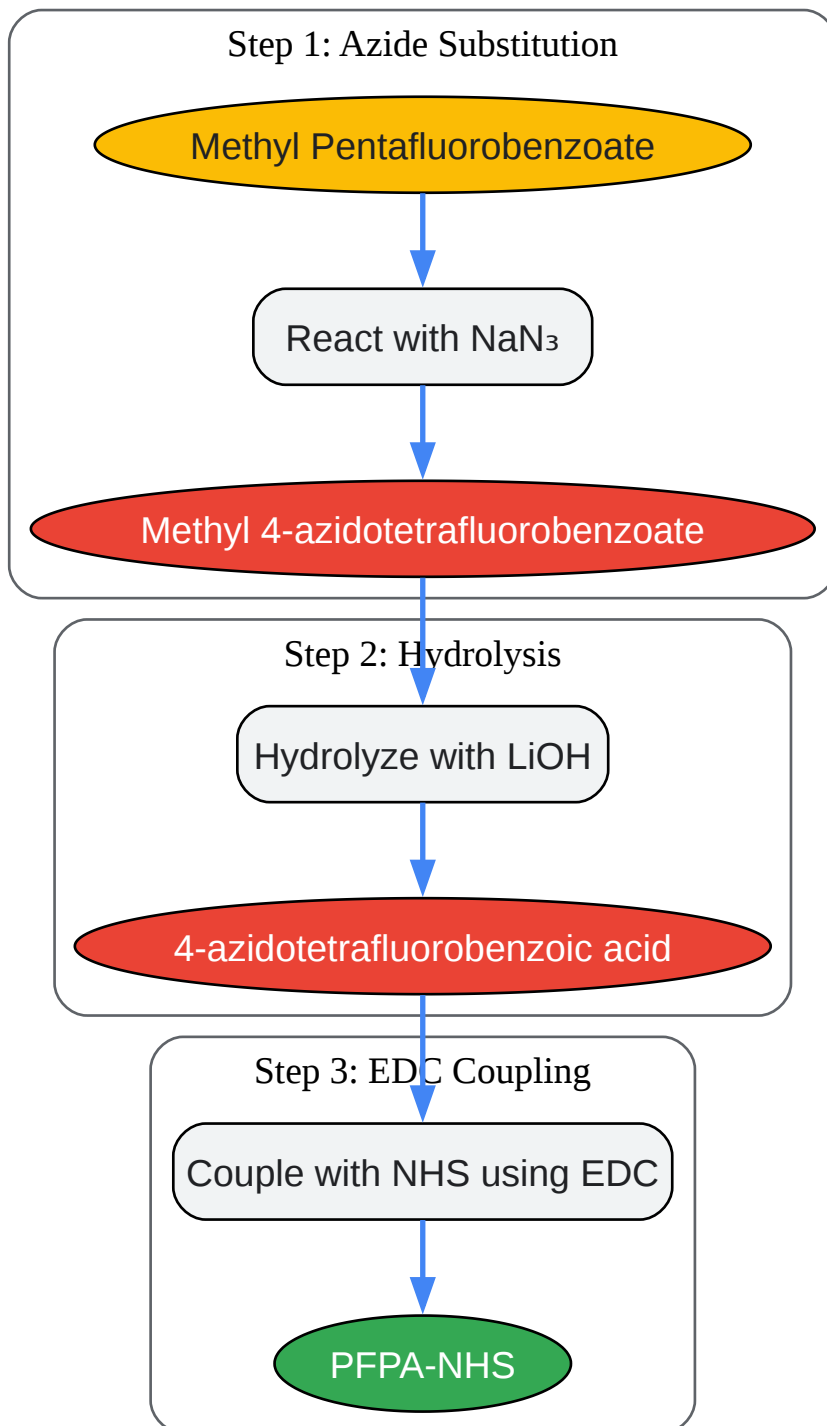 Step 1: Azide Substitution
Methyl Pentafluorobenzoate
React with NaN₃
Methyl 4-azidotetrafluorobenzoate
Step 2: Hydrolysis
Hydrolyze with LiOH
4-azidotetrafluorobenzoic acid
Step 3: EDC Coupling
Couple with NHS using EDC
PFPA-NHS